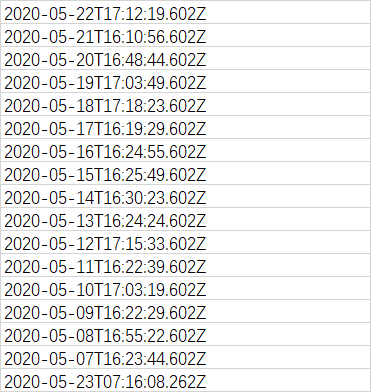 2020-05-22T17:12:19.602Z
2020-05-21T16:10:56.602Z
2020-05-20T16:48:44.602Z
2020-05-19T17:03:49.602Z
2020-05-18T17:18:23.602Z
2020-05-17T16:19:29.602Z
2020-05-16T16:24:55.602Z
2020-05-15T16:25:49.602Z
2020-05-14T16:30:23.602Z
2020-05-13T16:24:24.602Z
2020-05-12T17:15:33.602Z
2020-05-11T16:22:39.602Z
2020-05-10T17:03:19.602Z
2020-05-09T16:22:29.602Z
2020-05-08T16:55:22.602Z
2020-05-07T16:23:44.602Z
2020-05-23T07:16:08.262Z